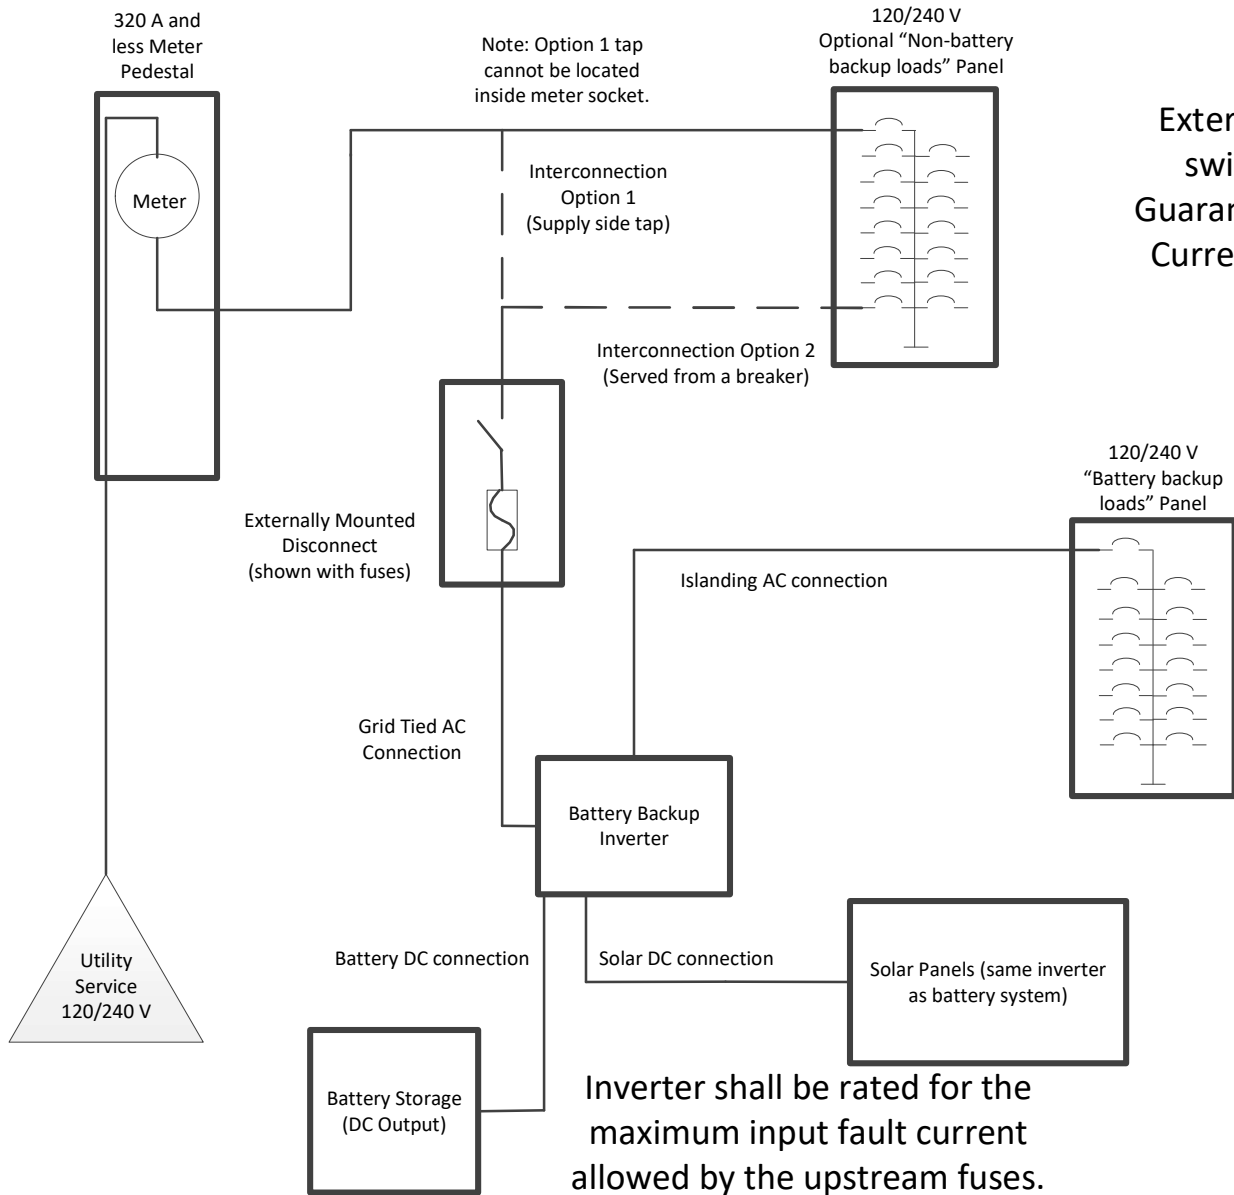 320 A and
less Meter
Pedestal
Note: Option 1 tap
cannot be located
inside meter socket.
120/240 V
Optional “Non-battery
backup loads” Panel
Meter
Interconnection
Option 1
(Supply side tap)
Interconnection Option 2
(Served from a breaker)
120/240 V
“Battery backup
loads” Panel
Externally Mounted
Disconnect
(shown with fuses)
Islanding AC connection
Grid Tied AC
Connection
Battery Backup
Inverter
Utility
Service
120/240 V
Battery DC connection
Solar DC connection
Solar Panels (same inverter
as battery system)
Battery Storage
(DC Output)
Inverter shall be rated for the
maximum input fault current
allowed by the upstream fuses.